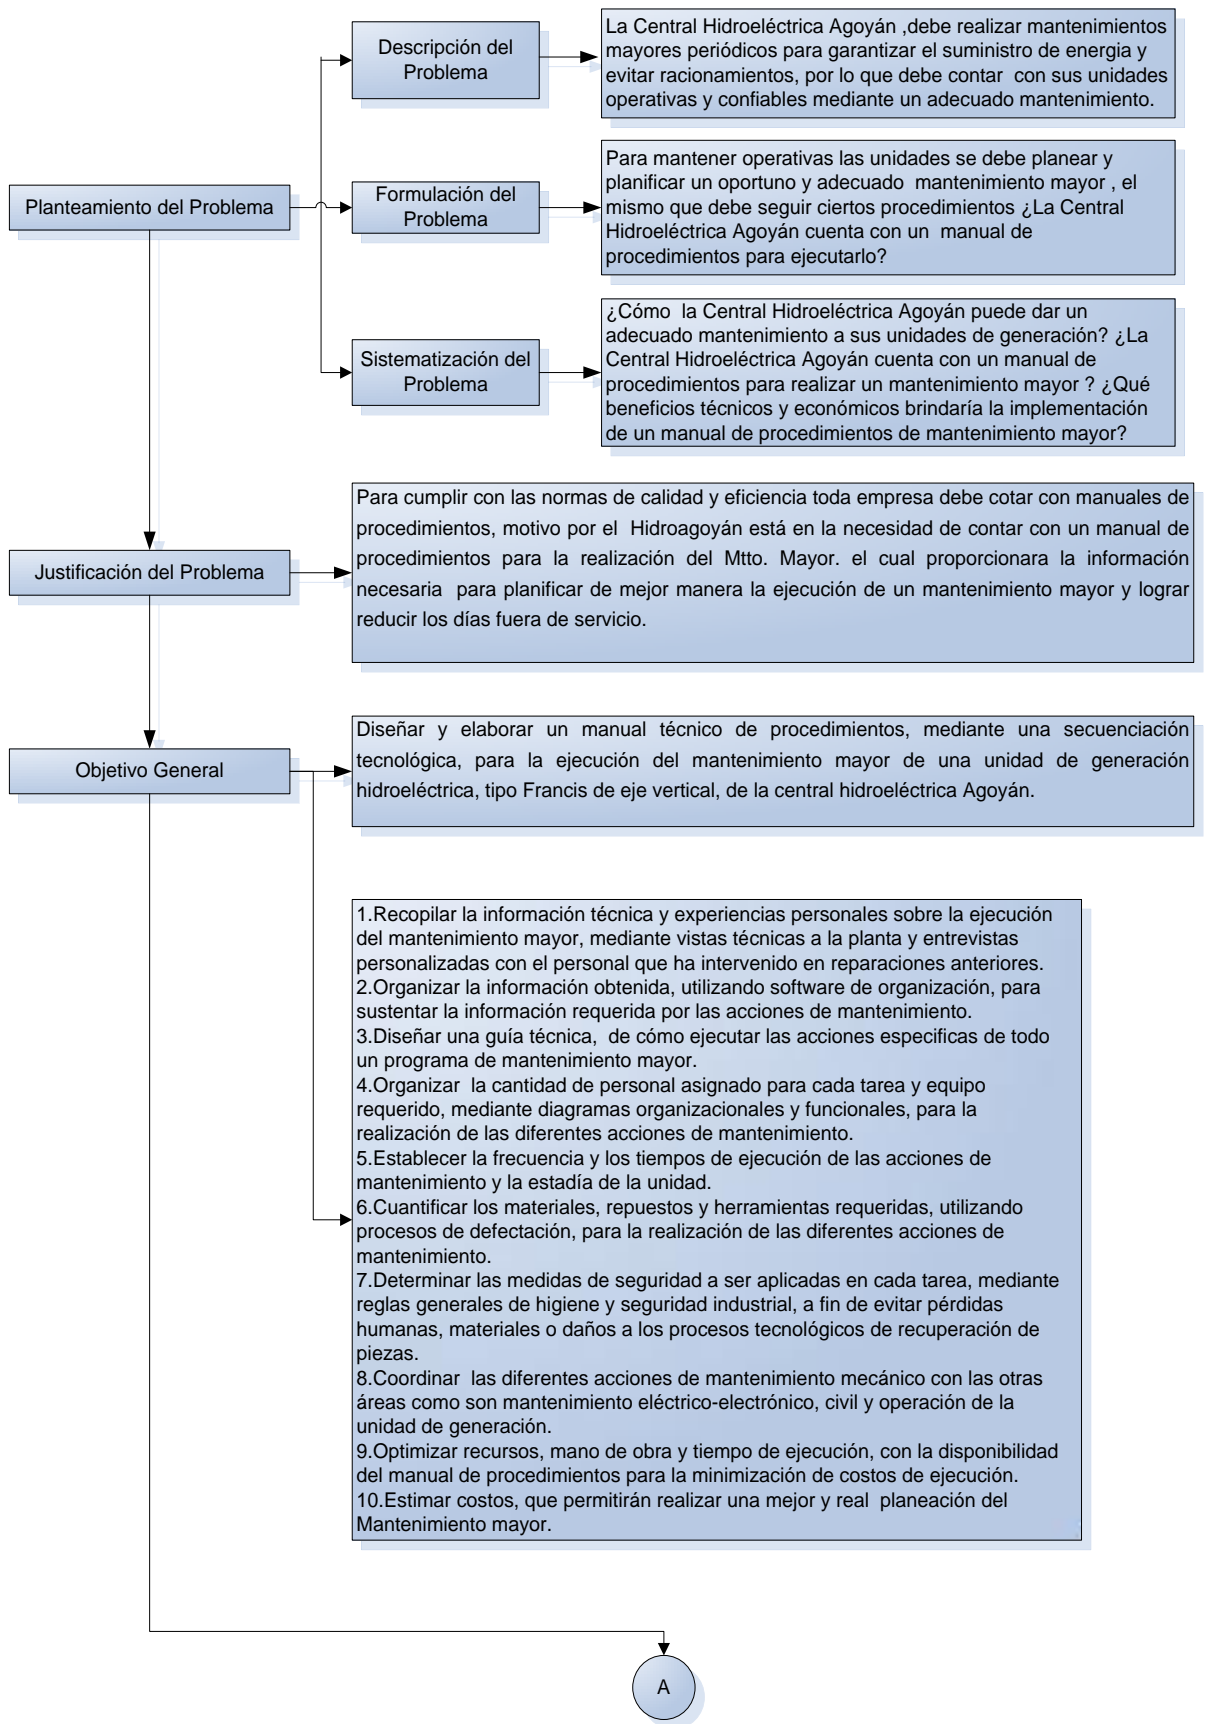 Descripción del
Problema
La Central Hidroeléctrica Agoyán ,debe realizar mantenimientos
mayores periódicos para garantizar el suministro de energia y
evitar racionamientos, por lo que debe contar  con sus unidades
operativas y confiables mediante un adecuado mantenimiento.
Planteamiento del Problema
Formulación del
Problema
Para mantener operativas las unidades se debe planear y
planificar un oportuno y adecuado  mantenimiento mayor , el
mismo que debe seguir ciertos procedimientos ¿La Central
Hidroeléctrica Agoyán cuenta con un  manual de
procedimientos para ejecutarlo?
Sistematización del
Problema
¿Cómo  la Central Hidroeléctrica Agoyán puede dar un
adecuado mantenimiento a sus unidades de generación? ¿La
Central Hidroeléctrica Agoyán cuenta con un manual de
procedimientos para realizar un mantenimiento mayor ? ¿Qué
beneficios técnicos y económicos brindaría la implementación
de un manual de procedimientos de mantenimiento mayor?
Justificación del Problema
Para cumplir con las normas de calidad y eficiencia toda empresa debe cotar con manuales de
procedimientos, motivo por el  Hidroagoyán está en la necesidad de contar con un manual de
procedimientos para la realización del Mtto. Mayor. el cual proporcionara la información
necesaria  para planificar de mejor manera la ejecución de un mantenimiento mayor y lograr
reducir los días fuera de servicio.
Objetivo General
Diseñar y elaborar un manual técnico de procedimientos, mediante una secuenciación
tecnológica, para la ejecución del mantenimiento mayor de una unidad de generación
hidroeléctrica, tipo Francis de eje vertical, de la central hidroeléctrica Agoyán.
1.Recopilar la información técnica y experiencias personales sobre la ejecución
del mantenimiento mayor, mediante vistas técnicas a la planta y entrevistas
personalizadas con el personal que ha intervenido en reparaciones anteriores.
2.Organizar la información obtenida, utilizando software de organización, para
sustentar la información requerida por las acciones de mantenimiento.
3.Diseñar una guía técnica,  de cómo ejecutar las acciones especificas de todo
un programa de mantenimiento mayor.
4.Organizar  la cantidad de personal asignado para cada tarea y equipo
requerido, mediante diagramas organizacionales y funcionales, para la
realización de las diferentes acciones de mantenimiento.
5.Establecer la frecuencia y los tiempos de ejecución de las acciones de
mantenimiento y la estadía de la unidad.
6.Cuantificar los materiales, repuestos y herramientas requeridas, utilizando
procesos de defectación, para la realización de las diferentes acciones de
mantenimiento.
7.Determinar las medidas de seguridad a ser aplicadas en cada tarea, mediante
reglas generales de higiene y seguridad industrial, a fin de evitar pérdidas
humanas, materiales o daños a los procesos tecnológicos de recuperación de
piezas.
8.Coordinar  las diferentes acciones de mantenimiento mecánico con las otras
áreas como son mantenimiento eléctrico-electrónico, civil y operación de la
unidad de generación.
9.Optimizar recursos, mano de obra y tiempo de ejecución, con la disponibilidad
del manual de procedimientos para la minimización de costos de ejecución.
10.Estimar costos, que permitirán realizar una mejor y real  planeación del
Mantenimiento mayor.
A